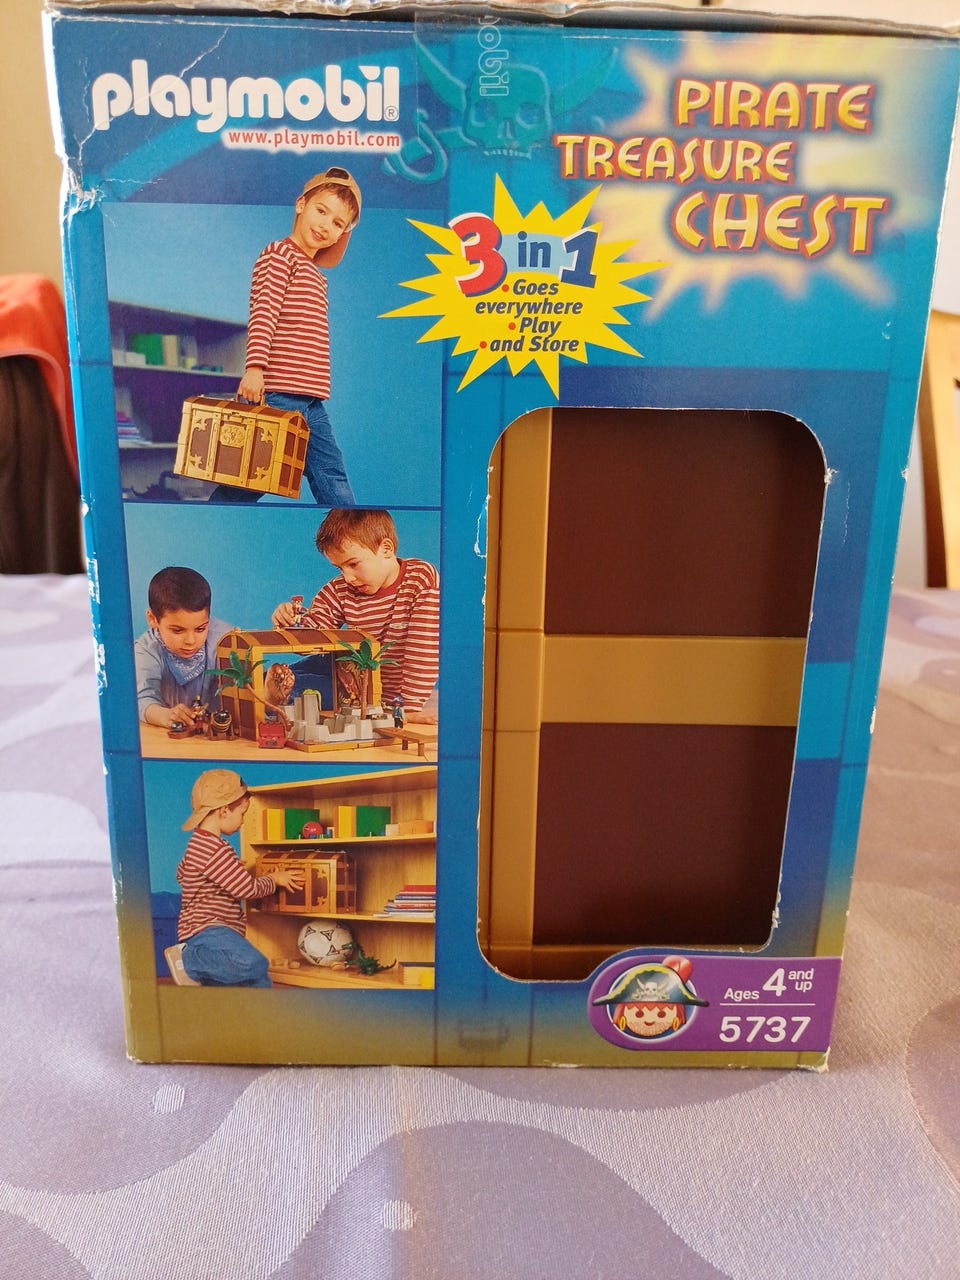 playmobil®
www.playmobil.com
obil
PIRATE
TREASURE
CHEST
3 in 1
• Goes
everywhere
• Play
• and Store
Ages 4 and up
5737